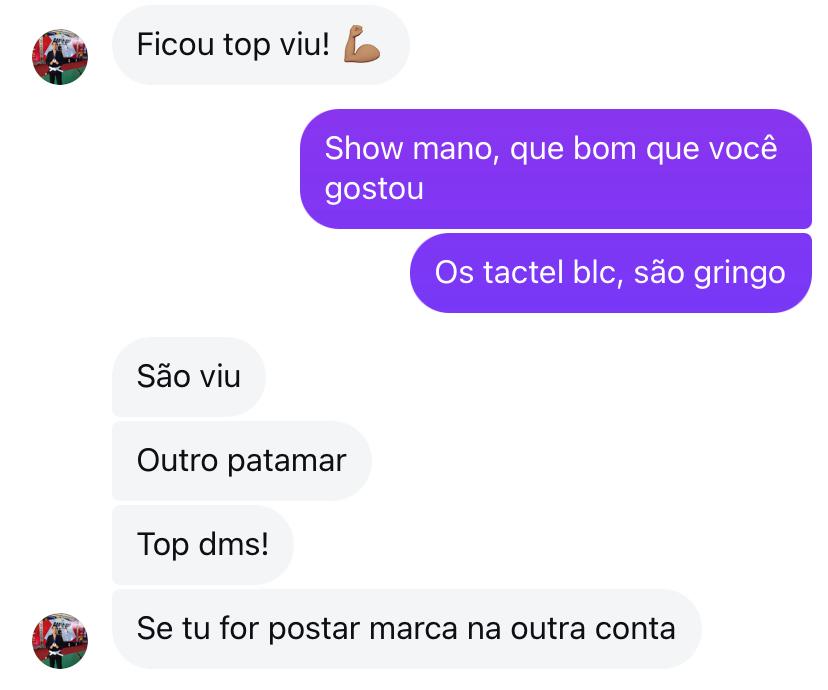 Ficou top viu! 💪🏽
Show mano, que bom que você
gostou
Os tactel blc, são gringo
São viu
Outro patamar
Top dms!
Se tu for postar marca na outra conta